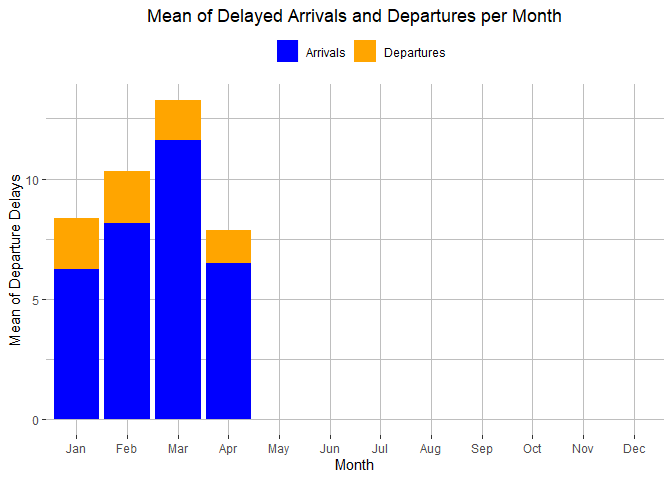 Mean of Delayed Arrivals and Departures per Month
Arrivals Departures
Mean of Departure Delays
10
5
0
Jan Feb Mar Apr May Jun Jul Aug Sep Oct Nov Dec
Month